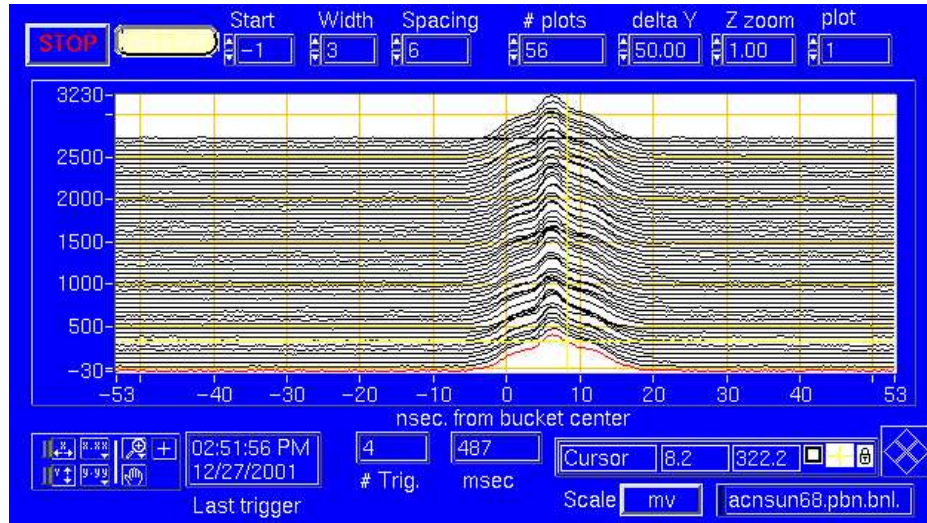 Start Width Spacing # plots delta Y Z zoom plot
STOP -1 3 6 56 50.00 1.00 1
3230
2500
2000
1500
1000
500
-30
-53 -40 -30 -20 -10 0 10 20 30 40 53
nsec. from bucket center
02:51:56 PM 4 487
12/27/2001 # Trig. msec
Cursor 8.2 322.2
X X.XX
Y Y.YY
Last trigger Scale mv acnsun68.pbn.bnl.